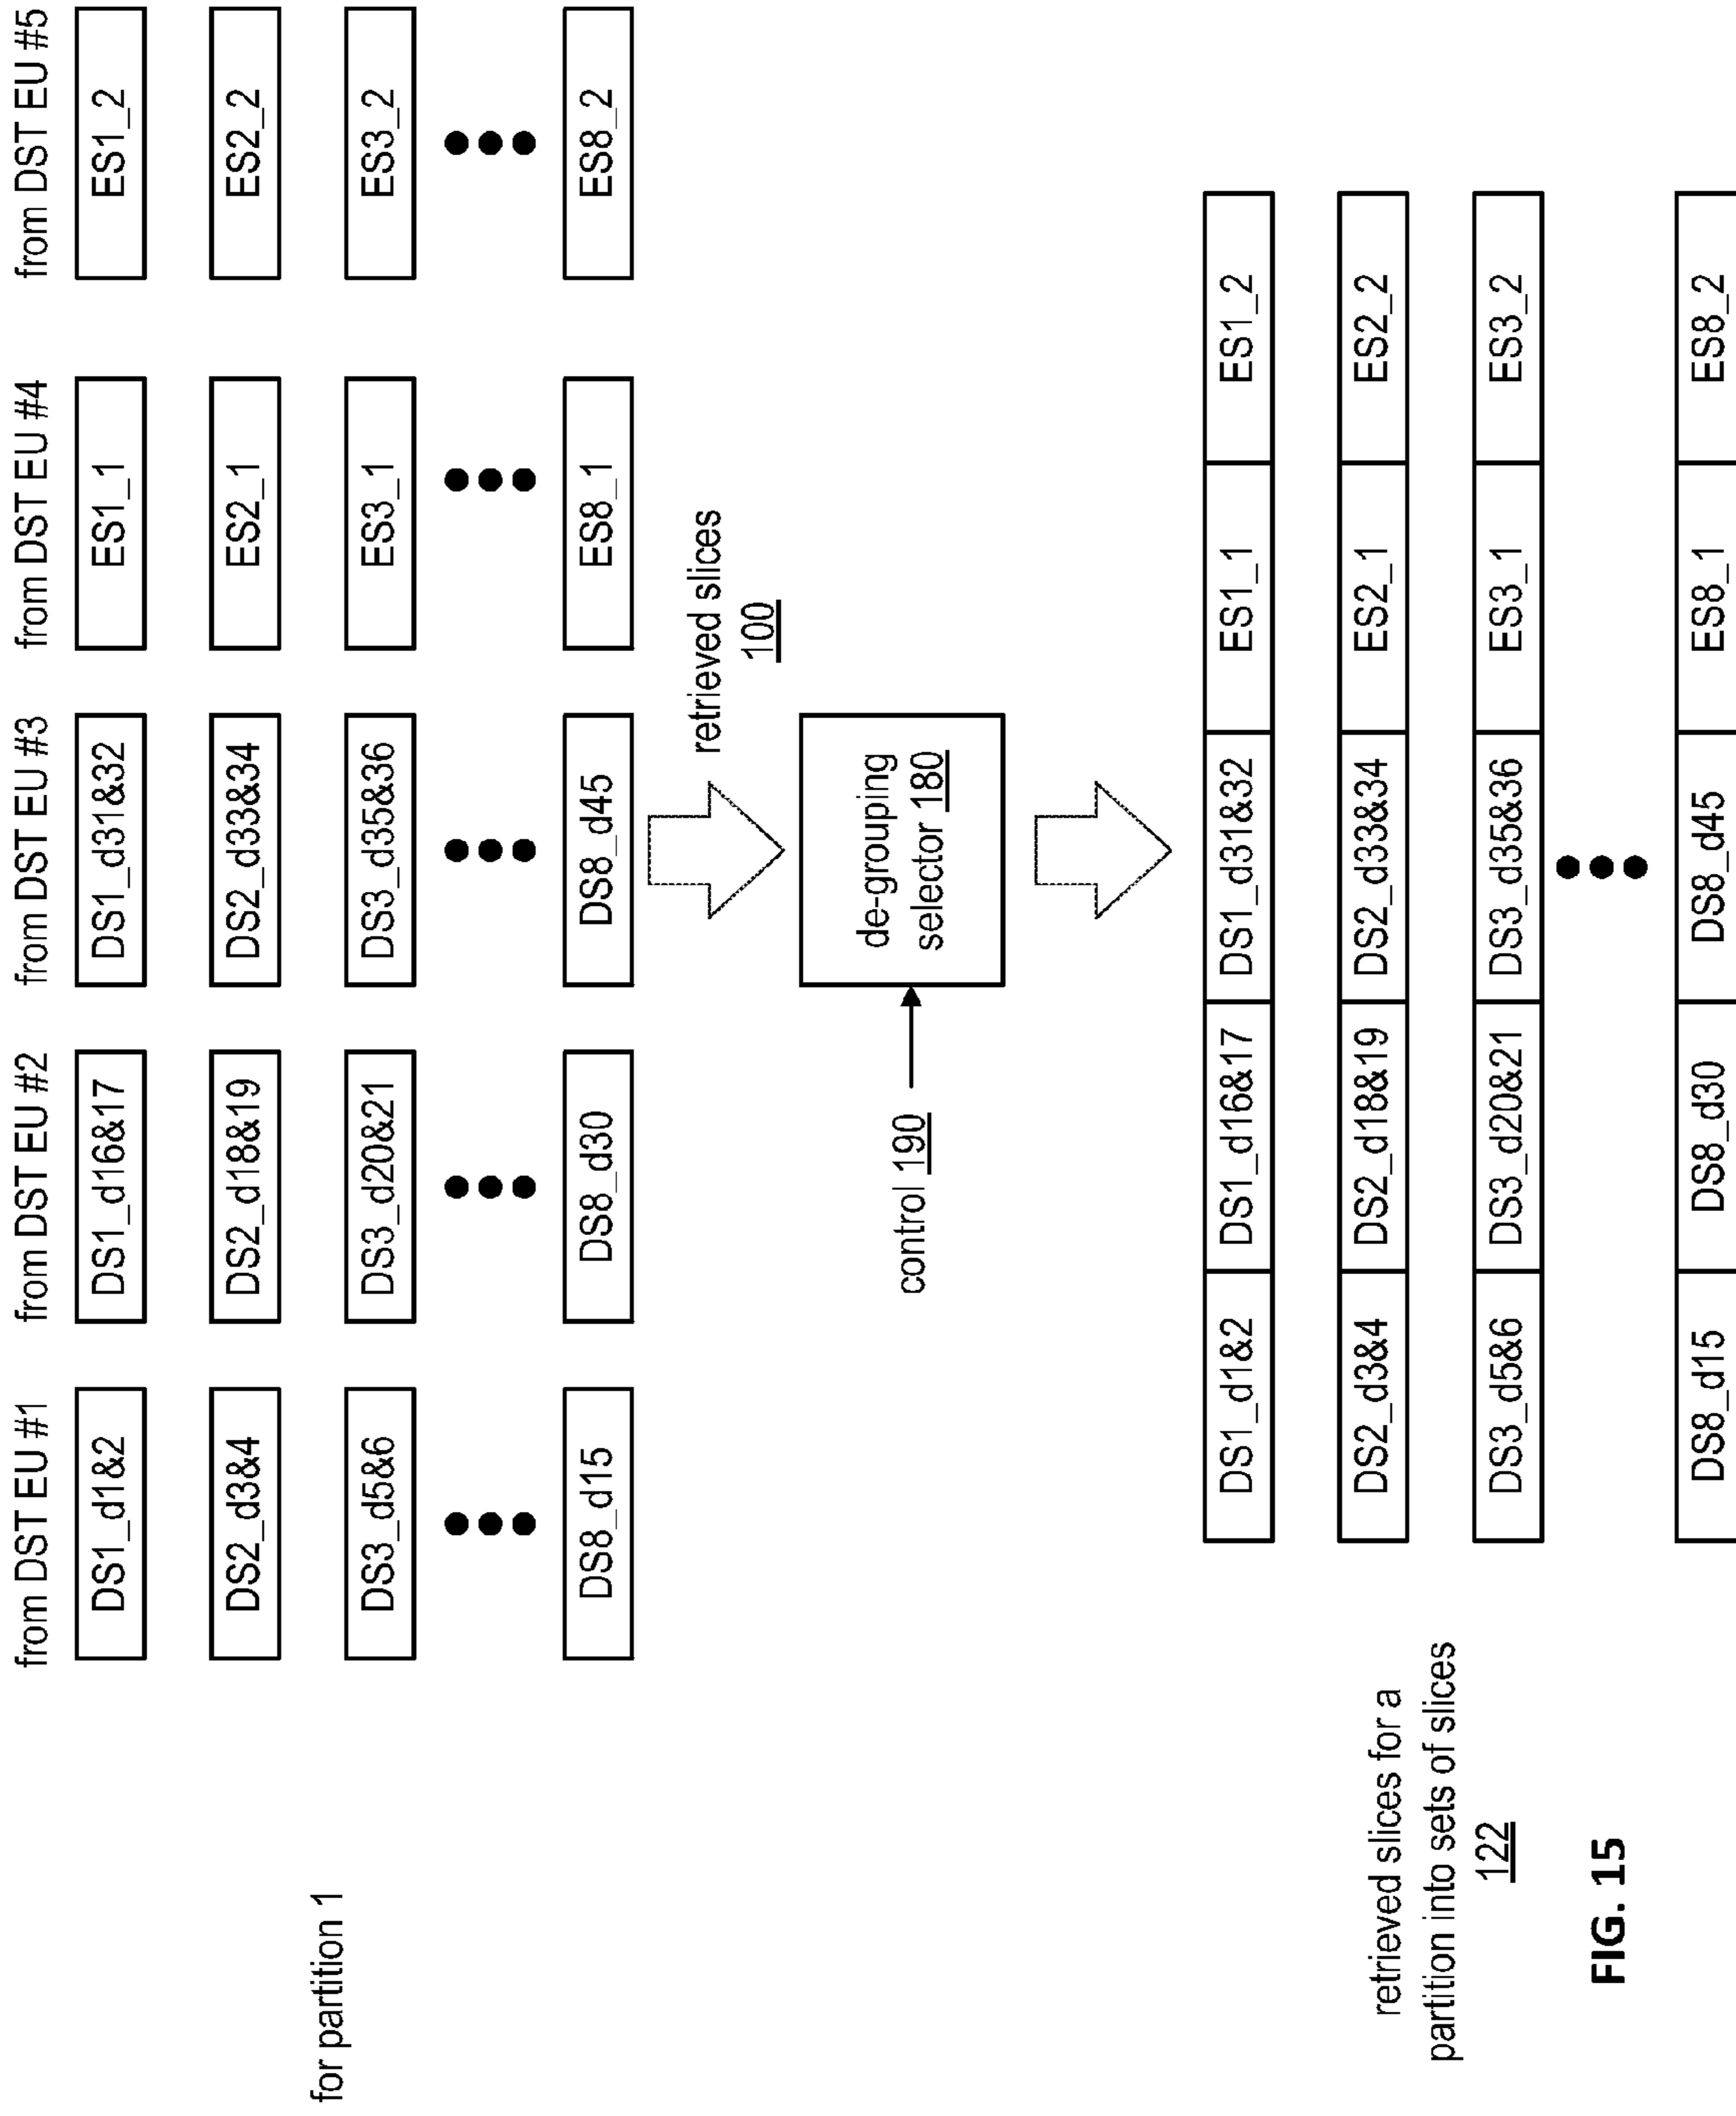 from DST EU #1
from DST EU #2
from DST EU #3
from DST EU #4
from DST EU #5
for partition 1
DS1_d1&2
DS1_d16&17
DS1_d31&32
ES1_1
ES1_2
DS2_d3&4
DS2_d18&19
DS2_d33&34
ES2_1
ES2_2
DS3_d5&6
DS3_d20&21
DS3_d35&36
ES3_1
ES3_2
DS8_d15
DS8_d30
DS8_d45
ES8_1
ES8_2
retrieved slices
100
control 190
de-grouping
selector 180
retrieved slices for a
partition into sets of slices
122
DS1_d1&2
DS1_d16&17
DS1_d31&32
ES1_1
ES1_2
DS2_d3&4
DS2_d18&19
DS2_d33&34
ES2_1
ES2_2
DS3_d5&6
DS3_d20&21
DS3_d35&36
ES3_1
ES3_2
DS8_d15
DS8_d30
DS8_d45
ES8_1
ES8_2
FIG. 15